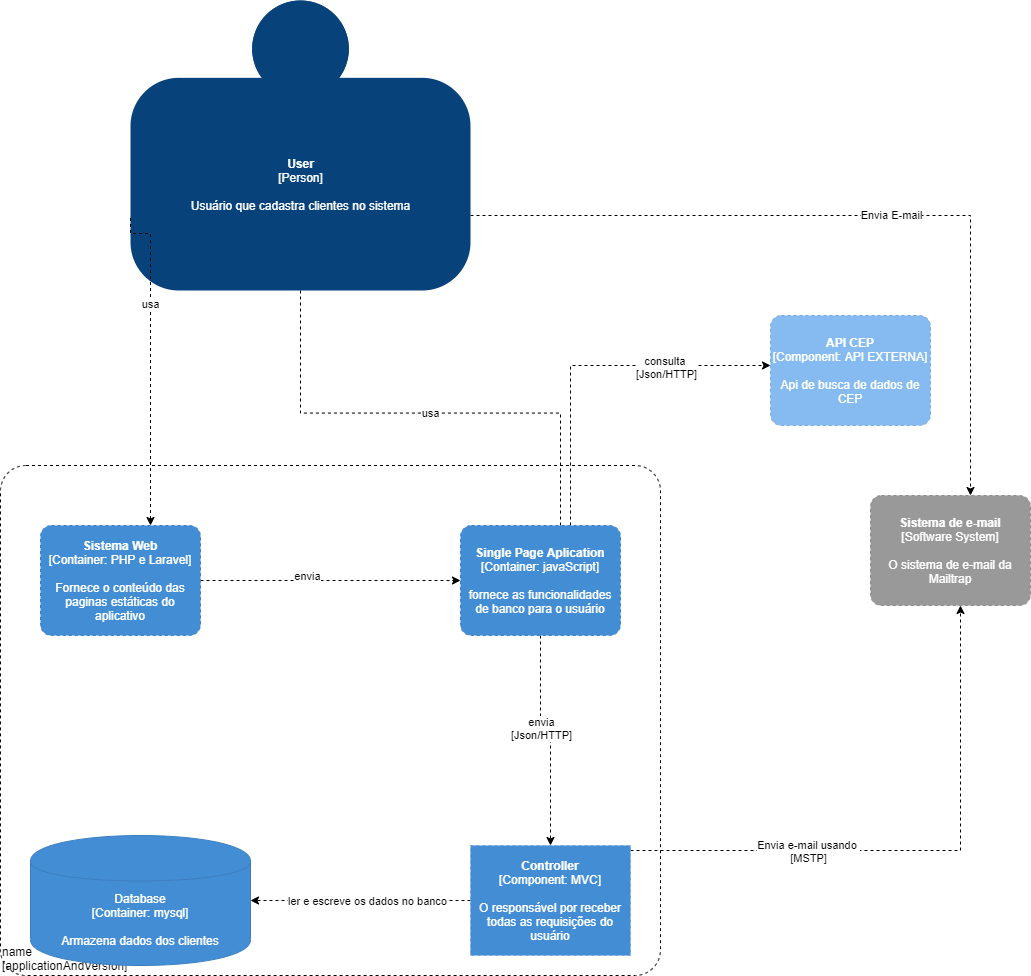 User
[Person]
Usuário que cadastra clientes no sistema
Envia E-mail
usa
API CEP
[Component: API EXTERNA]
Api de busca de dados de
CEP
consulta
[Json/HTTP]
usa
Sistema de e-mail
[Software System]
O sistema de e-mail da
Mailtrap
Sistema Web
[Container: PHP e Laravel]
Fornece o conteúdo das
paginas estáticas do
aplicativo
envia
Single Page Aplication
[Container: javaScript]
fornece as funcionalidades
de banco para o usuário
envia
[Json/HTTP]
Envia e-mail usando
[MSTP]
Controller
[Component: MVC]
O responsável por receber
todas as requisições do
usuário
ler e escreve os dados no banco
Database
[Container: mysql]
Armazena dados dos clientes
name
[applicationAndVersion]